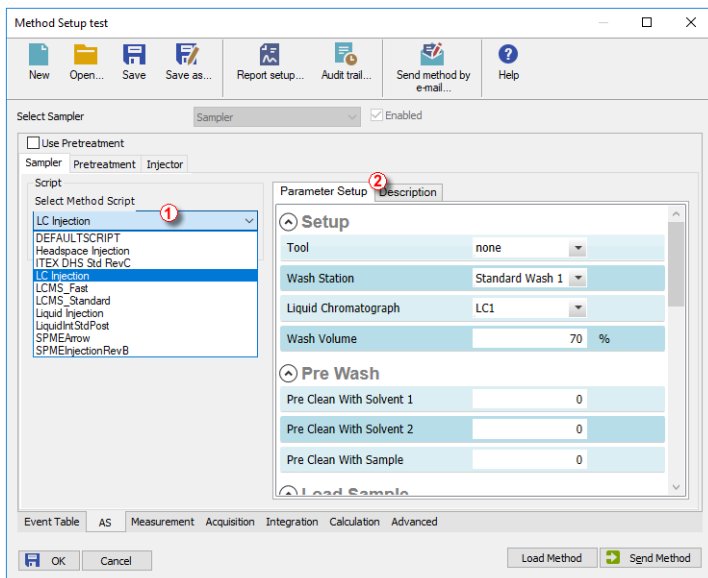 Method Setup test
New
Open...
Save
Save as...
Report setup...
Audit trail...
Send method by
e-mail...
Help
Select Sampler
Sampler
Enabled
Use Pretreatment
Sampler
Pretreatment
Injector
Script
Select Method Script
1
LC Injection
DEFAULTSCRIPT
Headspace Injection
ITEX DHS Std RevC
LC Injection
LCMS_Fast
LCMS_Standard
Liquid Injection
LiquidIntStdPost
SPMEArrow
SPMEInjectionRevB
Parameter Setup
2
Description
Setup
Tool none
Wash Station Standard Wash 1
Liquid Chromatograph LC1
Wash Volume 70 %
Pre Wash
Pre Clean With Solvent 1 0
Pre Clean With Solvent 2 0
Pre Clean With Sample 0
Load Sample
Event Table AS Measurement Acquisition Integration Calculation Advanced
OK
Cancel
Load Method
Send Method